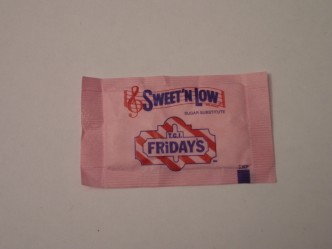 SWEET'N LOW
SUGAR SUBSTITUTE
T.G.I.
FRiDAY'S